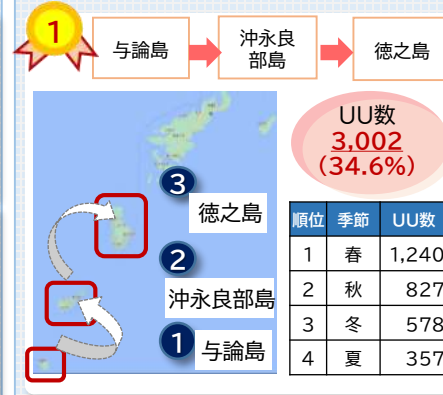 1
与論島
沖永良
部島
徳之島
UU数
3,002
(34.6%)
3
徳之島
2
沖永良部島
1
与論島
順位 季節 UU数
1 春 1,240
2 秋 827
3 冬 578
4 夏 357